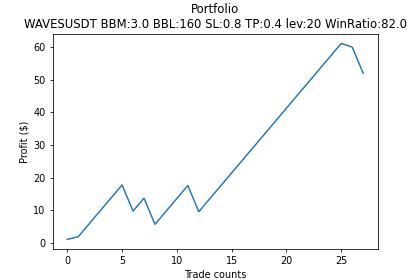 Portfolio
WAVESUSDT BBM:3.0 BBL:160 SL:0.8 TP:0.4 lev:20 WinRatio:82.0
60
50
40
30
20
10
0
Profit ($)
0 5 10 15 20 25
Trade counts